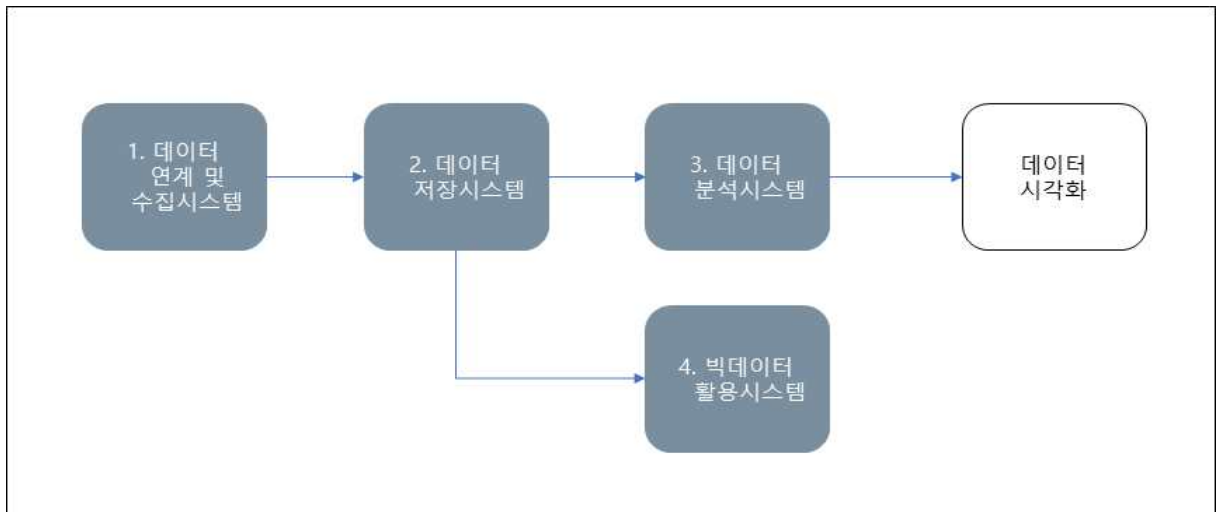 1. 데이터
연계 및
수집시스템
2. 데이터
저장시스템
3. 데이터
분석시스템
데이터
시각화
4. 빅데이터
활용시스템